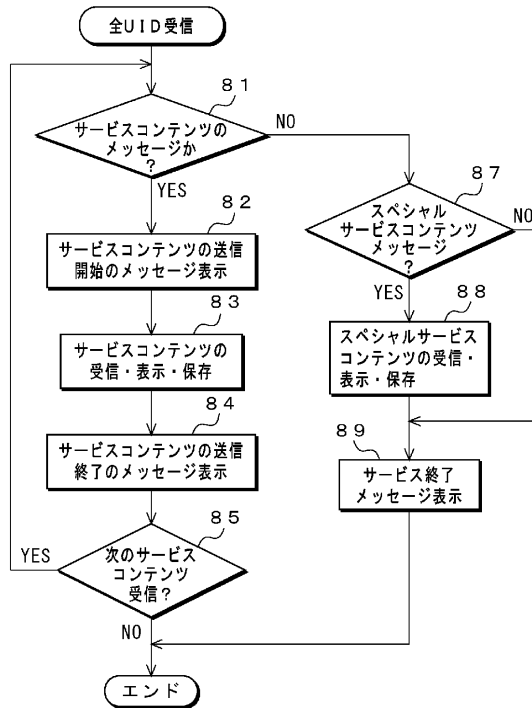 全UID受信
81
サービスコンテンツの
メッセージか
?
NO
YES
82
サービスコンテンツの送信
開始のメッセージ表示
83
サービスコンテンツの
受信・表示・保存
84
サービスコンテンツの送信
終了のメッセージ表示
85
次のサービス
コンテンツ
受信?
YES
NO
87
スペシャル
サービスコンテンツ
メッセージ
?
NO
YES
88
スペシャルサービス
コンテンツの受信・
表示・保存
89
サービス終了
メッセージ表示
エンド